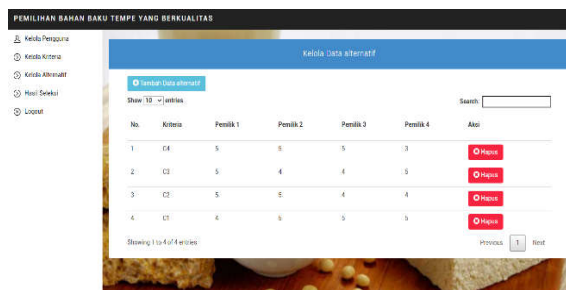 PEMILIHAN BAHAN BAKU TEMPE YANG BERKUALITAS
Kelola Pengguna
Kelola Kriteria
Kelola Alternatif
Hasil Seleksi
Logout
Kelola Data alternatif
Tambah Data alternatif
Show 10 entries
Search:
No. Kriteria Pemilik 1 Pemilik 2 Pemilik 3 Pemilik 4 Aksi
1 C4 5 5 5 3 Hapus
2 C3 5 4 4 5 Hapus
3 C2 5 5 4 4 Hapus
4 C1 4 5 5 5 Hapus
Showing 1 to 4 of 4 entries
Previous 1 Next